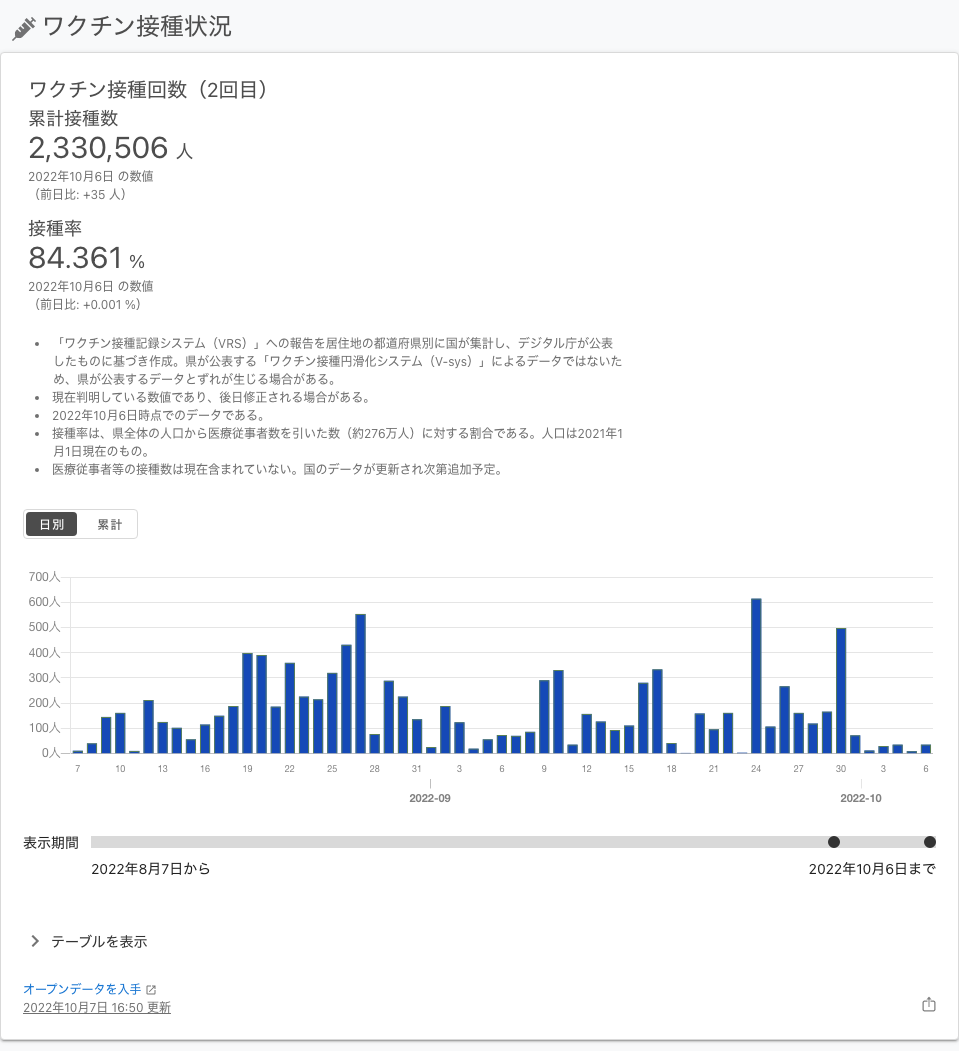 ワクチン接種状況
ワクチン接種回数（2回目）
累計接種数
2,330,506 人
2022年10月6日 の数値
（前日比: +35 人）
接種率
84.361 %
2022年10月6日 の数値
（前日比: +0.001 %）
• 「ワクチン接種記録システム（VRS）」への報告を居住地の都道府県別に国が集計し、デジタル庁が公表
したものに基づき作成。県が公表する「ワクチン接種円滑化システム（V-sys）」によるデータではないた
め、県が公表するデータとずれが生じる場合がある。
• 現在判明している数値であり、後日修正される場合がある。
• 2022年10月6日時点でのデータである。
• 接種率は、県全体の人口から医療従事者数を引いた数（約276万人）に対する割合である。人口は2021年1
月1日現在のもの。
• 医療従事者等の接種数は現在含まれていない。国のデータが更新され次第追加予定。
日別 累計
700人
600人
500人
400人
300人
200人
100人
0人
7 10 13 16 19 22 25 28 31 3 6 9 12 15 18 21 24 27 30 3 6
2022-09 2022-10
表示期間
2022年8月7日から 2022年10月6日まで
テーブルを表示
オープンデータを入手
2022年10月7日 16:50 更新